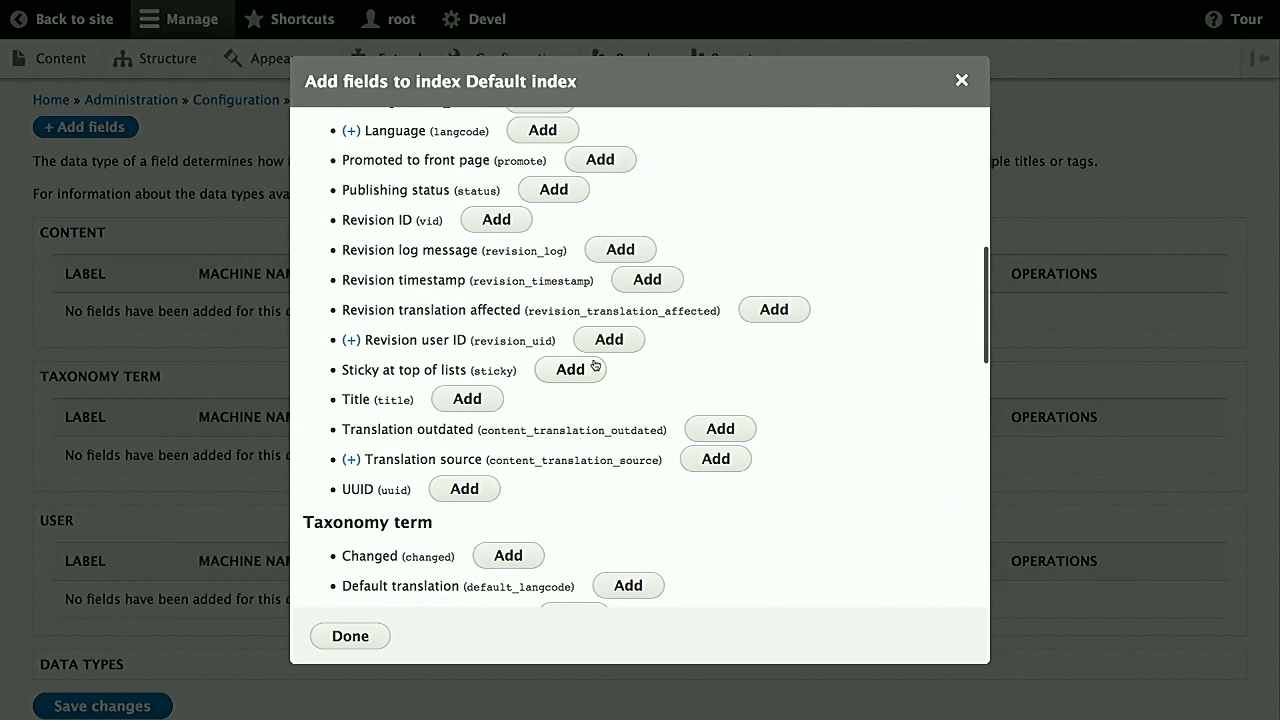 Back to site Manage Shortcuts root Devel Tour
Content Structure Appea
Add fields to index Default index
Home » Administration » Configuration »
+ Add fields
The data type of a field determines how i ple titles or tags.
For information about the data types ava
CONTENT
LABEL MACHINE NA OPERATIONS
No fields have been added for this d
TAXONOMY TERM
LABEL MACHINE NA OPERATIONS
No fields have been added for this d
USER
LABEL MACHINE NA OPERATIONS
No fields have been added for this d
DATA TYPES
Save changes
(+) Language (langcode) Add
Promoted to front page (promote) Add
Publishing status (status) Add
Revision ID (vid) Add
Revision log message (revision_log) Add
Revision timestamp (revision_timestamp) Add
Revision translation affected (revision_translation_affected) Add
(+) Revision user ID (revision_uid) Add
Sticky at top of lists (sticky) Add
Title (title) Add
Translation outdated (content_translation_outdated) Add
(+) Translation source (content_translation_source) Add
UUID (uuid) Add
Taxonomy term
Changed (changed) Add
Default translation (default_langcode) Add
Done